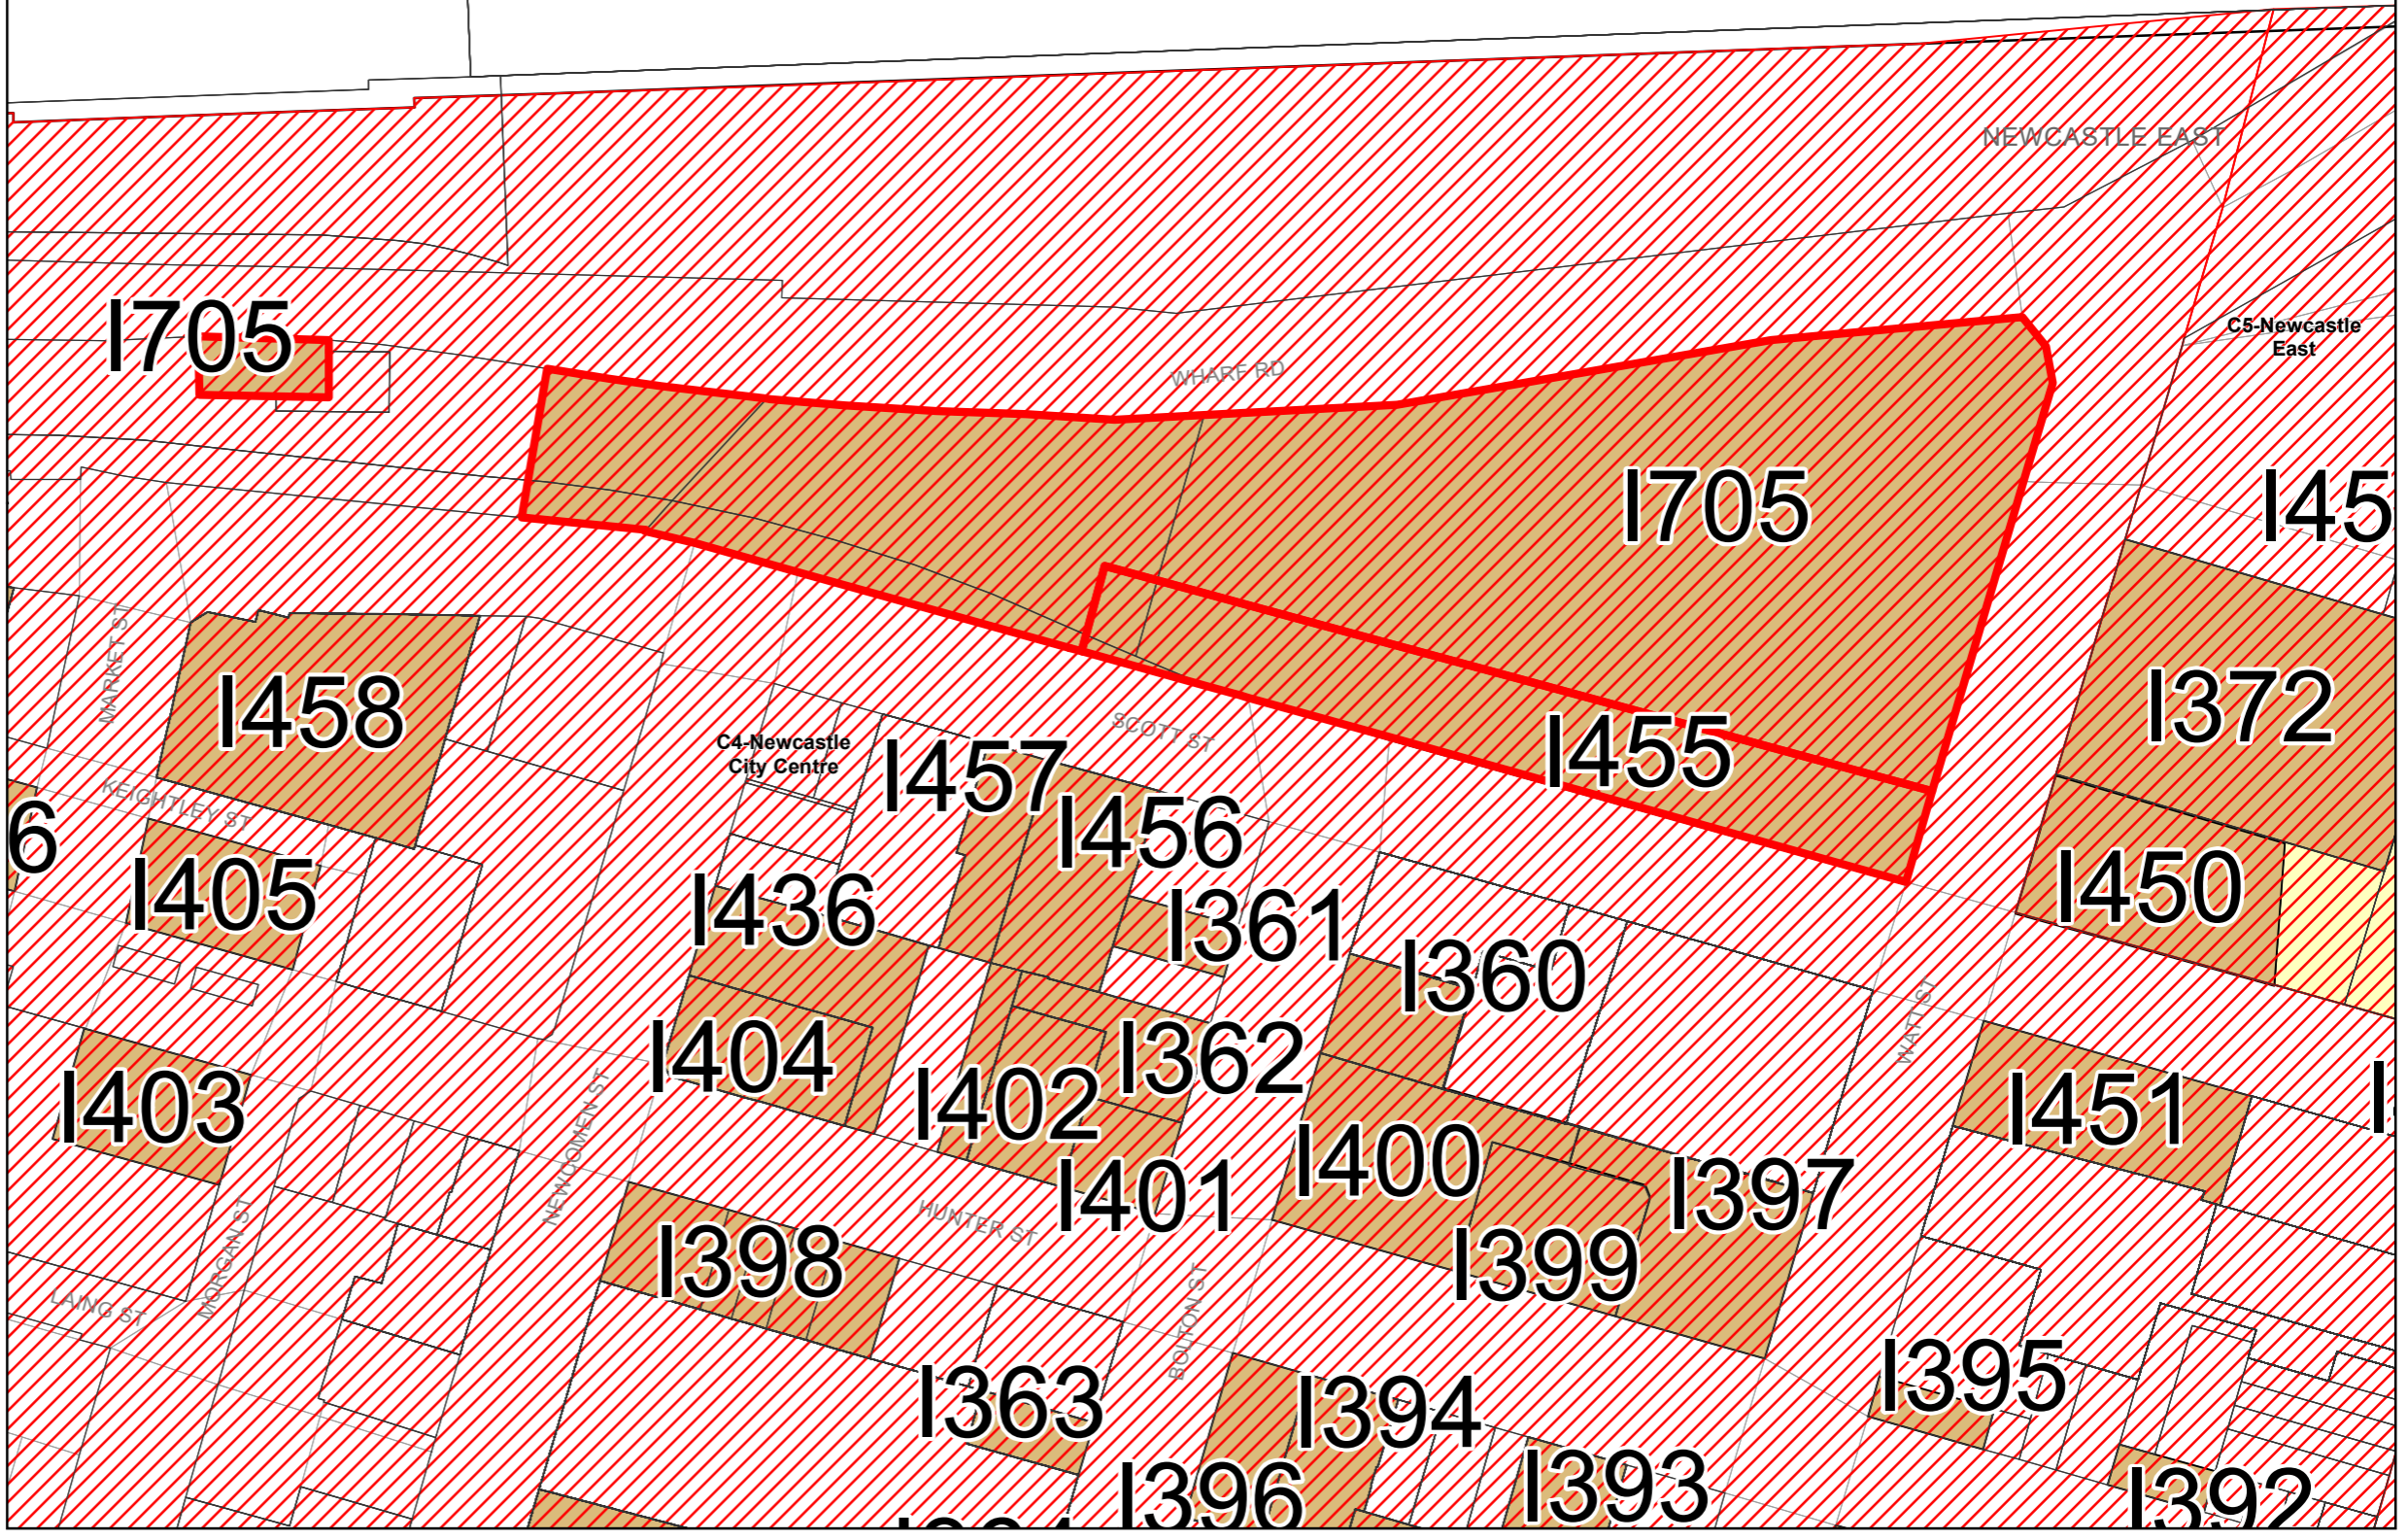 NEWCASTLE EAST
I705
C5-Newcastle
East
WHARF RD
I705
I45
MARKET ST
I458
I372
SCOTT ST
C4-Newcastle
City Centre
I457
I455
KEIGHTLEY ST
I456
6
I405
I436
I361
I450
I360
WATT ST
I404
I362
I403
I402
I451
NEWCOMEN ST
I400
I401
I397
HUNTER ST
MORGAN ST
I398
I399
LAING ST
BOLTON ST
I363
I394
I395
I396
I393
I392